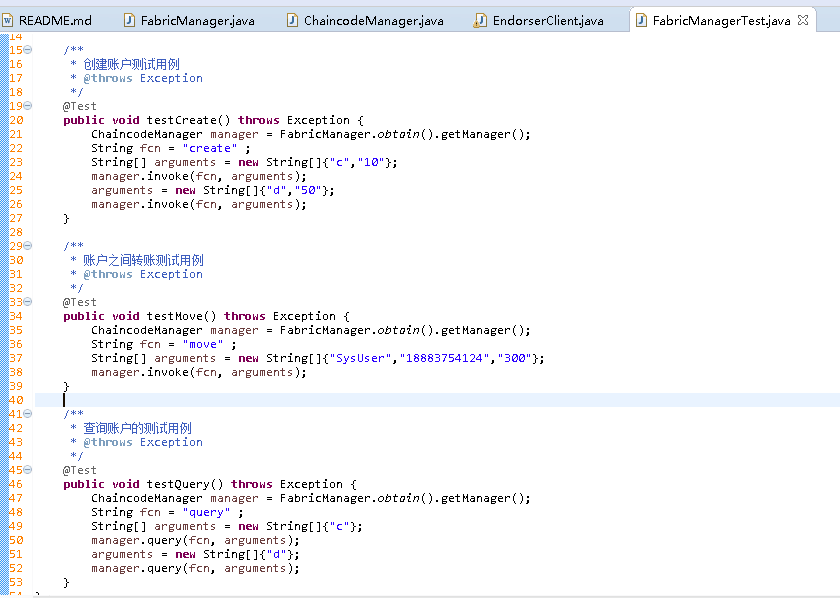 README.md FabricManager.java ChaincodeManager.java EndorserClient.java FabricManagerTest.java
14
15 /**
16 * 创建账户测试用例
17 * @throws Exception
18 */
19 @Test
20 public void testCreate() throws Exception {
21 ChaincodeManager manager = FabricManager.obtain().getManager();
22 String fcn = "create" ;
23 String[] arguments = new String[]{"c","10"};
24 manager.invoke(fcn, arguments);
25 arguments = new String[]{"d","50"};
26 manager.invoke(fcn, arguments);
27 }
28
29 /**
30 * 账户之间转账测试用例
31 * @throws Exception
32 */
33 @Test
34 public void testMove() throws Exception {
35 ChaincodeManager manager = FabricManager.obtain().getManager();
36 String fcn = "move" ;
37 String[] arguments = new String[]{"SysUser","18883754124","300"};
38 manager.invoke(fcn, arguments);
39 }
40
41 /**
42 * 查询账户的测试用例
43 * @throws Exception
44 */
45 @Test
46 public void testQuery() throws Exception {
47 ChaincodeManager manager = FabricManager.obtain().getManager();
48 String fcn = "query" ;
49 String[] arguments = new String[]{"c"};
50 manager.query(fcn, arguments);
51 arguments = new String[]{"d"};
52 manager.query(fcn, arguments);
53 }
54 }